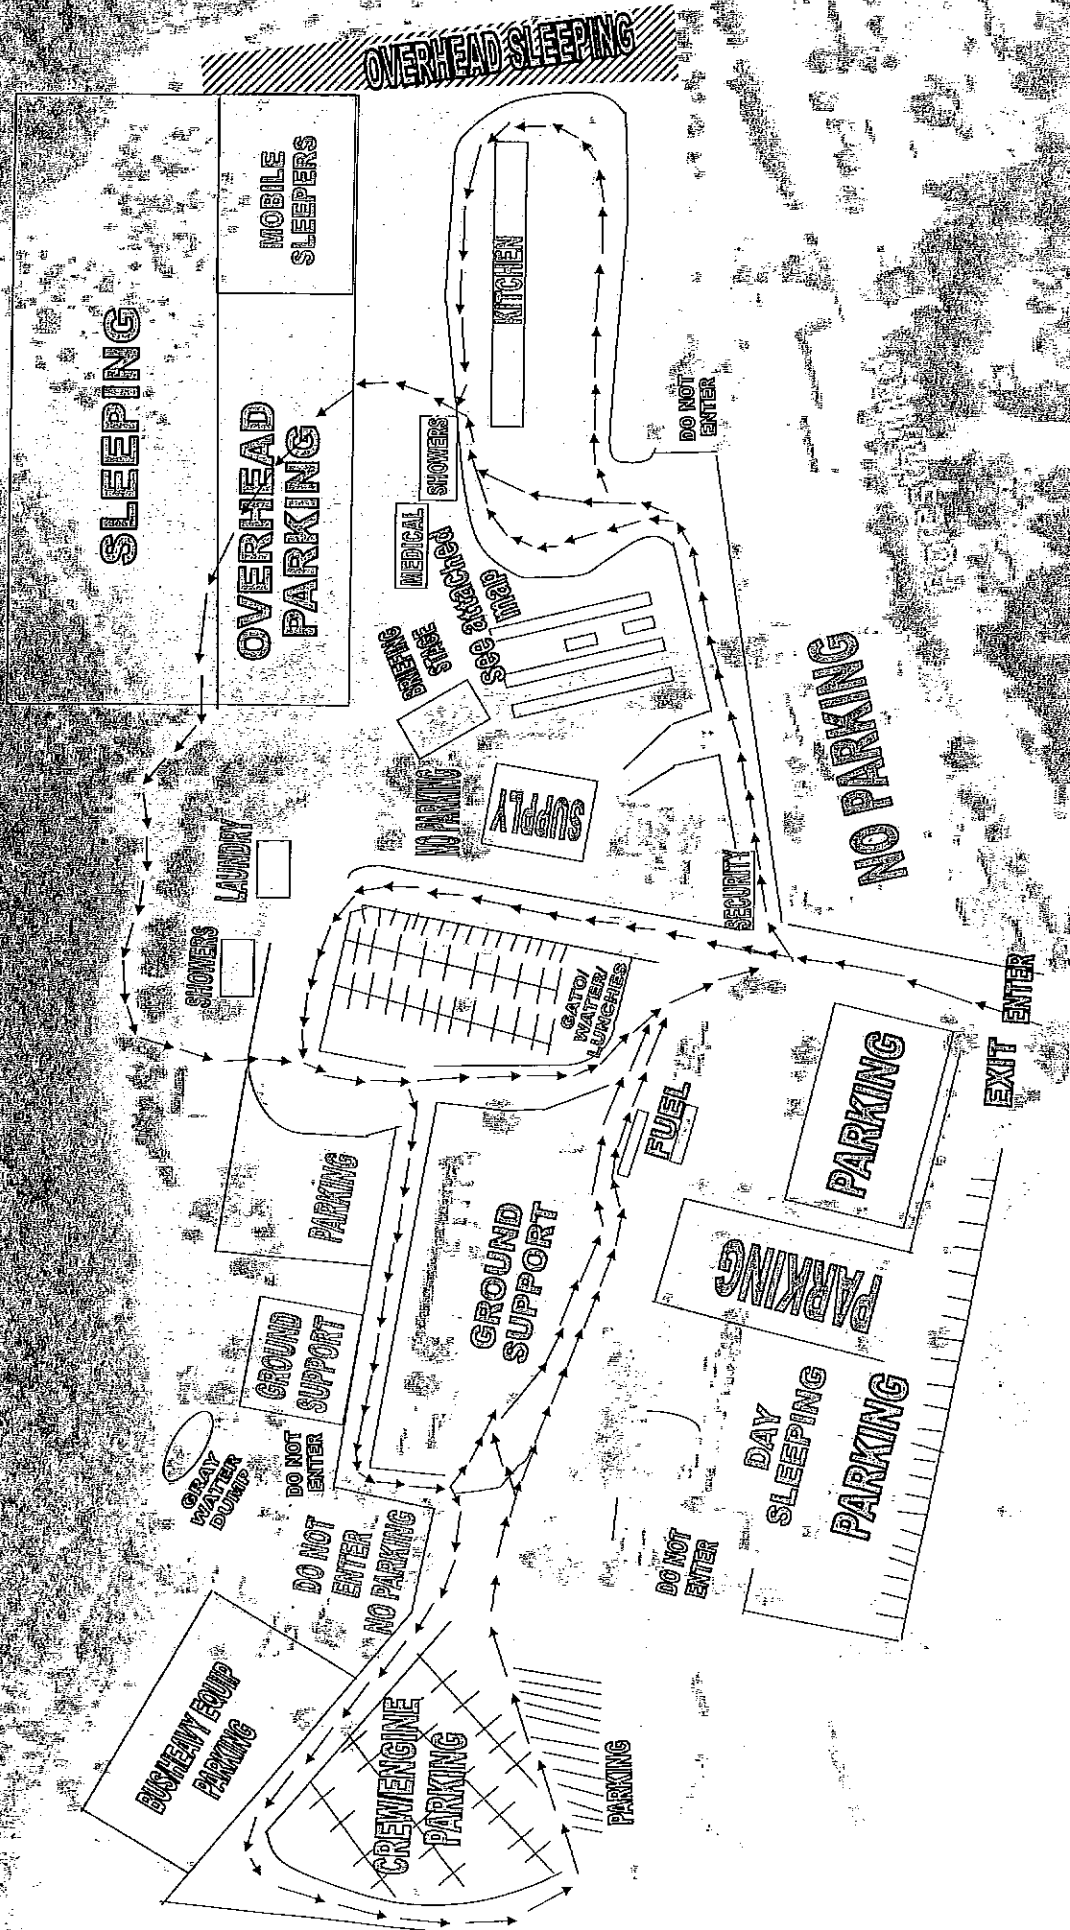 OVERHEAD SLEEPING
MOBILE
SLEEPERS
SLEEPING
KITCHEN
OVERHEAD
PARKING
DO NOT
ENTER
SHOWERS
MEDICAL
see attached
map
BRIEFING
STAGE
NO PARKING
NO PARKING
SUPPLY
LAUNDRY
SECURITY
SHOWERS
GATO/
WATER/
LUNCHES
ENTER
EXIT
PARKING
FUEL
PARKING
PARKING
GROUND
SUPPORT
GROUND
SUPPORT
DAY
SLEEPING
PARKING
GRAY
WATER
DUMP
DO NOT
ENTER
DO NOT
ENTER
NO PARKING
DO NOT
ENTER
BUS/HEAVY EQUIP
PARKING
CREW/ENGINE
PARKING
PARKING